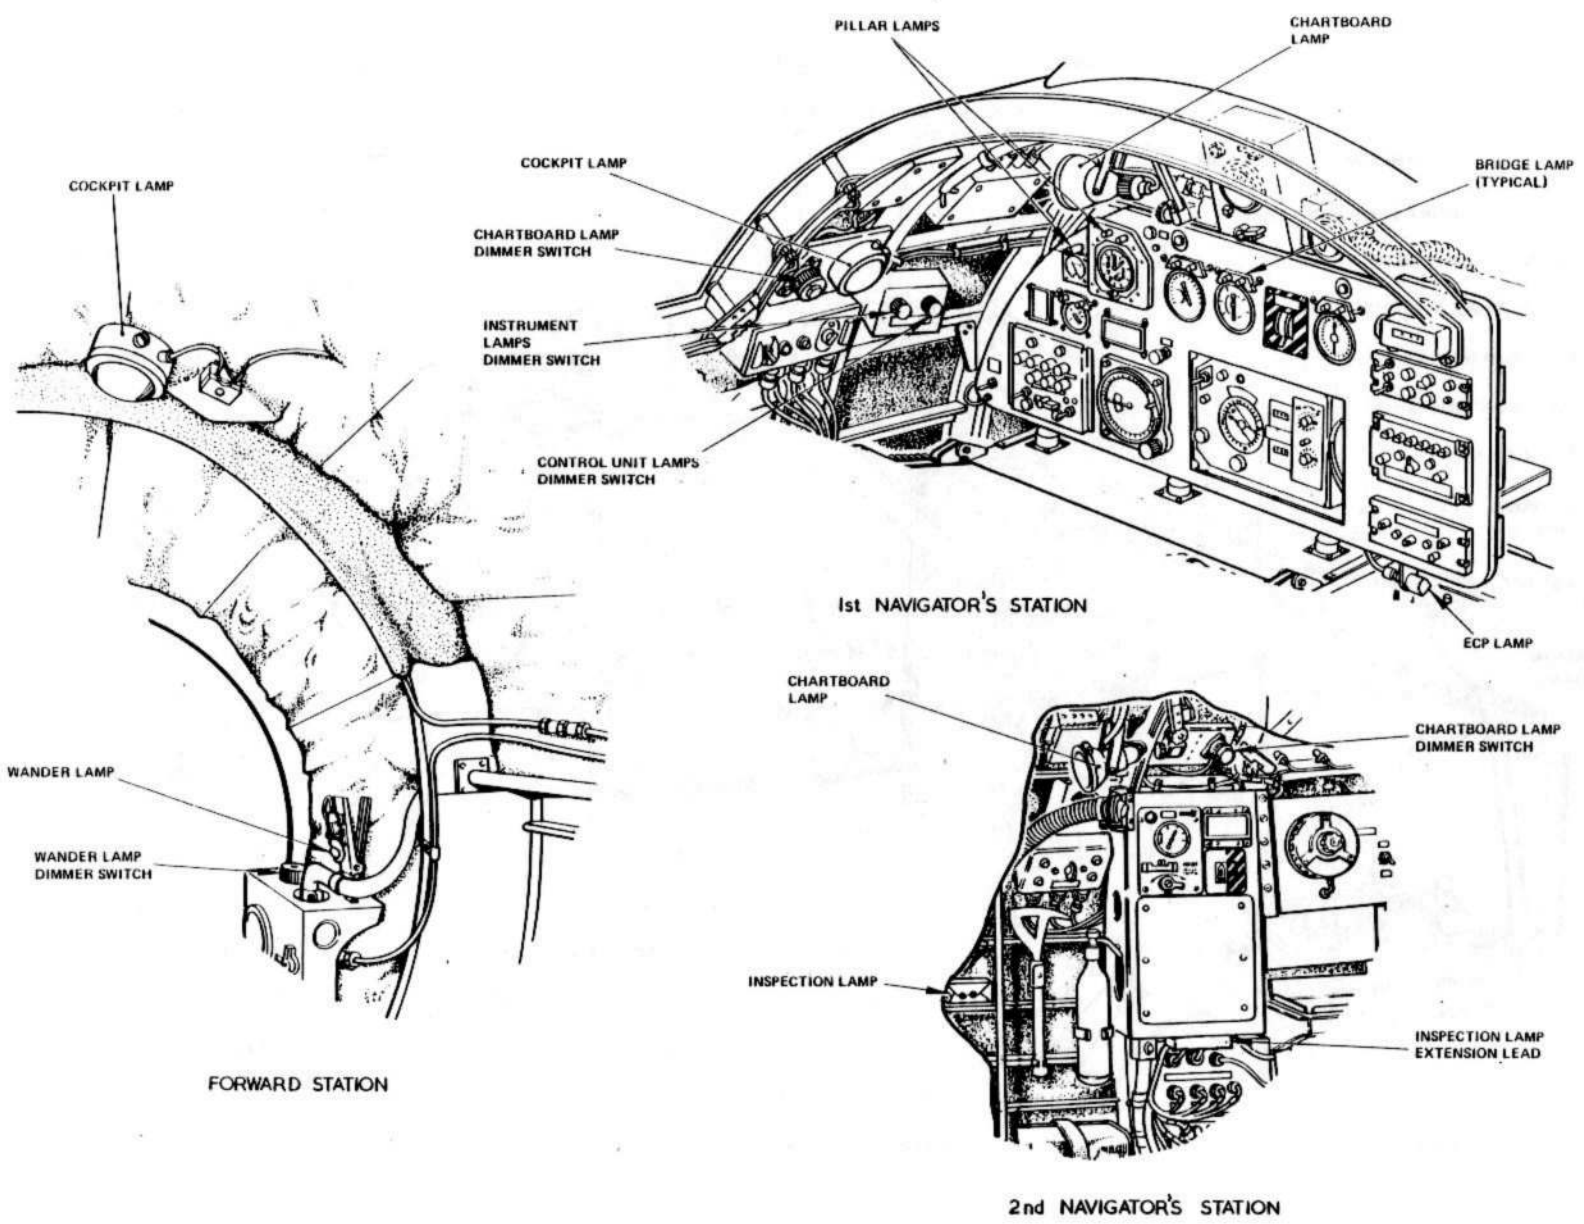 PILLAR LAMPS
CHARTBOARD
LAMP
COCKPIT LAMP
BRIDGE LAMP
(TYPICAL)
COCKPIT LAMP
CHARTBOARD LAMP
DIMMER SWITCH
INSTRUMENT
LAMPS
DIMMER SWITCH
CONTROL UNIT LAMPS
DIMMER SWITCH
1st NAVIGATOR'S STATION
ECP LAMP
CHARTBOARD
LAMP
CHARTBOARD LAMP
DIMMER SWITCH
WANDER LAMP
WANDER LAMP
DIMMER SWITCH
INSPECTION LAMP
INSPECTION LAMP
EXTENSION LEAD
FORWARD STATION
2nd NAVIGATOR'S STATION